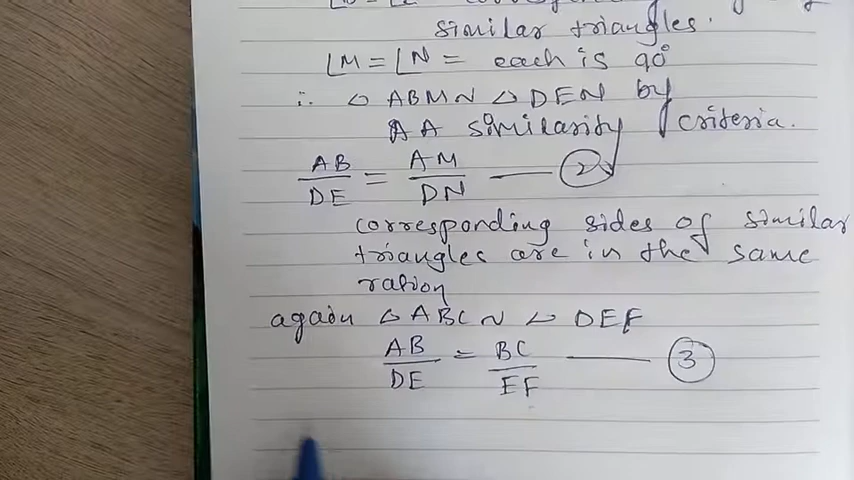 similar triangles.
∠M = ∠N = each is 90°
∴ △ ABM ~ △ DEN by
AA similarity criteria.
AB/DE = AM/DN —— ②
corresponding sides of similar
triangles are in the same
ration
again △ ABC ~ △ DEF
AB/DE = BC/EF —— ③